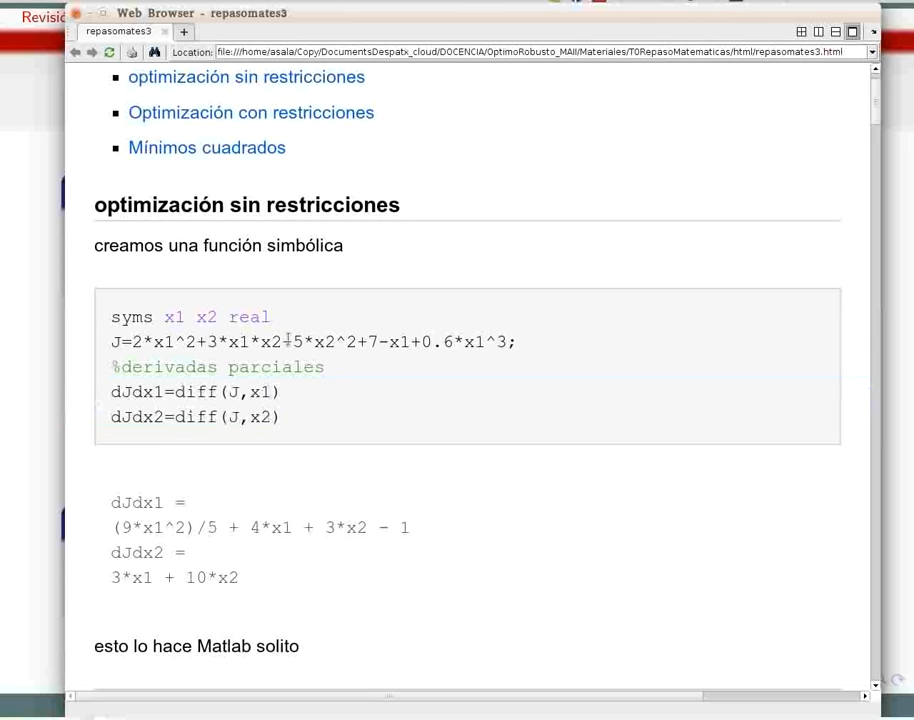 Revisió
Web Browser - repasomates3
repasomates3
Location: file:///home/asala/Copy/DocumentsDespatx_cloud/DOCENCIA/OptimoRobusto_MAII/Materiales/T0RepasoMatematicas/html/repasomates3.html
optimización sin restricciones
Optimización con restricciones
Mínimos cuadrados
optimización sin restricciones
creamos una función simbólica
syms x1 x2 real
J=2*x1^2+3*x1*x2+5*x2^2+7-x1+0.6*x1^3;
%derivadas parciales
dJdx1=diff(J,x1)
dJdx2=diff(J,x2)
dJdx1 =
(9*x1^2)/5 + 4*x1 + 3*x2 - 1
dJdx2 =
3*x1 + 10*x2
esto lo hace Matlab solito